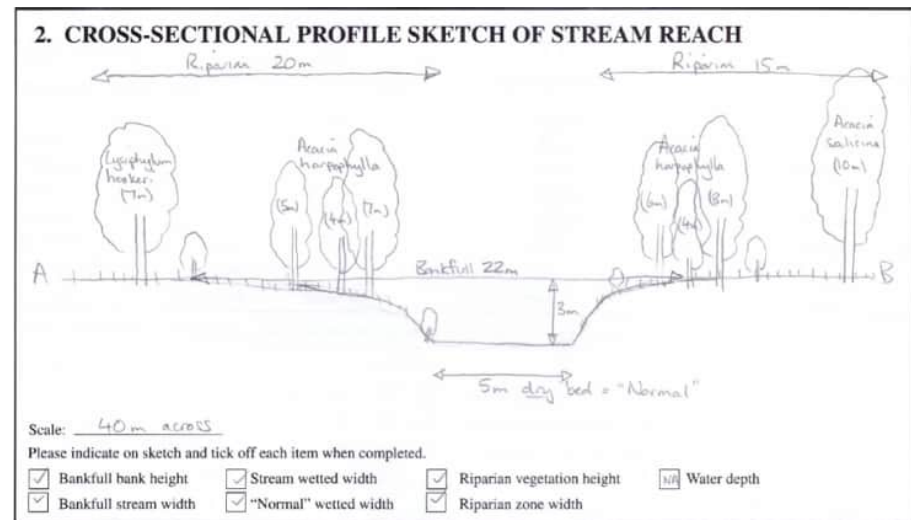 2. CROSS-SECTIONAL PROFILE SKETCH OF STREAM REACH
Riparian 20m
Riparian 15m
Lysiphyllum
hookeri
(7m)
Acacia
harpophylla
(5m)
(4m)
(7m)
Acacia
harpophylla
(6m)
(4m)
(8m)
Acacia
salicina
(10m)
A
Bankfull 22m
B
3m
5m dry bed = "Normal"
Scale: 40m across
Please indicate on sketch and tick off each item when completed.
Bankfull bank height
Stream wetted width
Riparian vegetation height
NA Water depth
Bankfull stream width
"Normal" wetted width
Riparian zone width